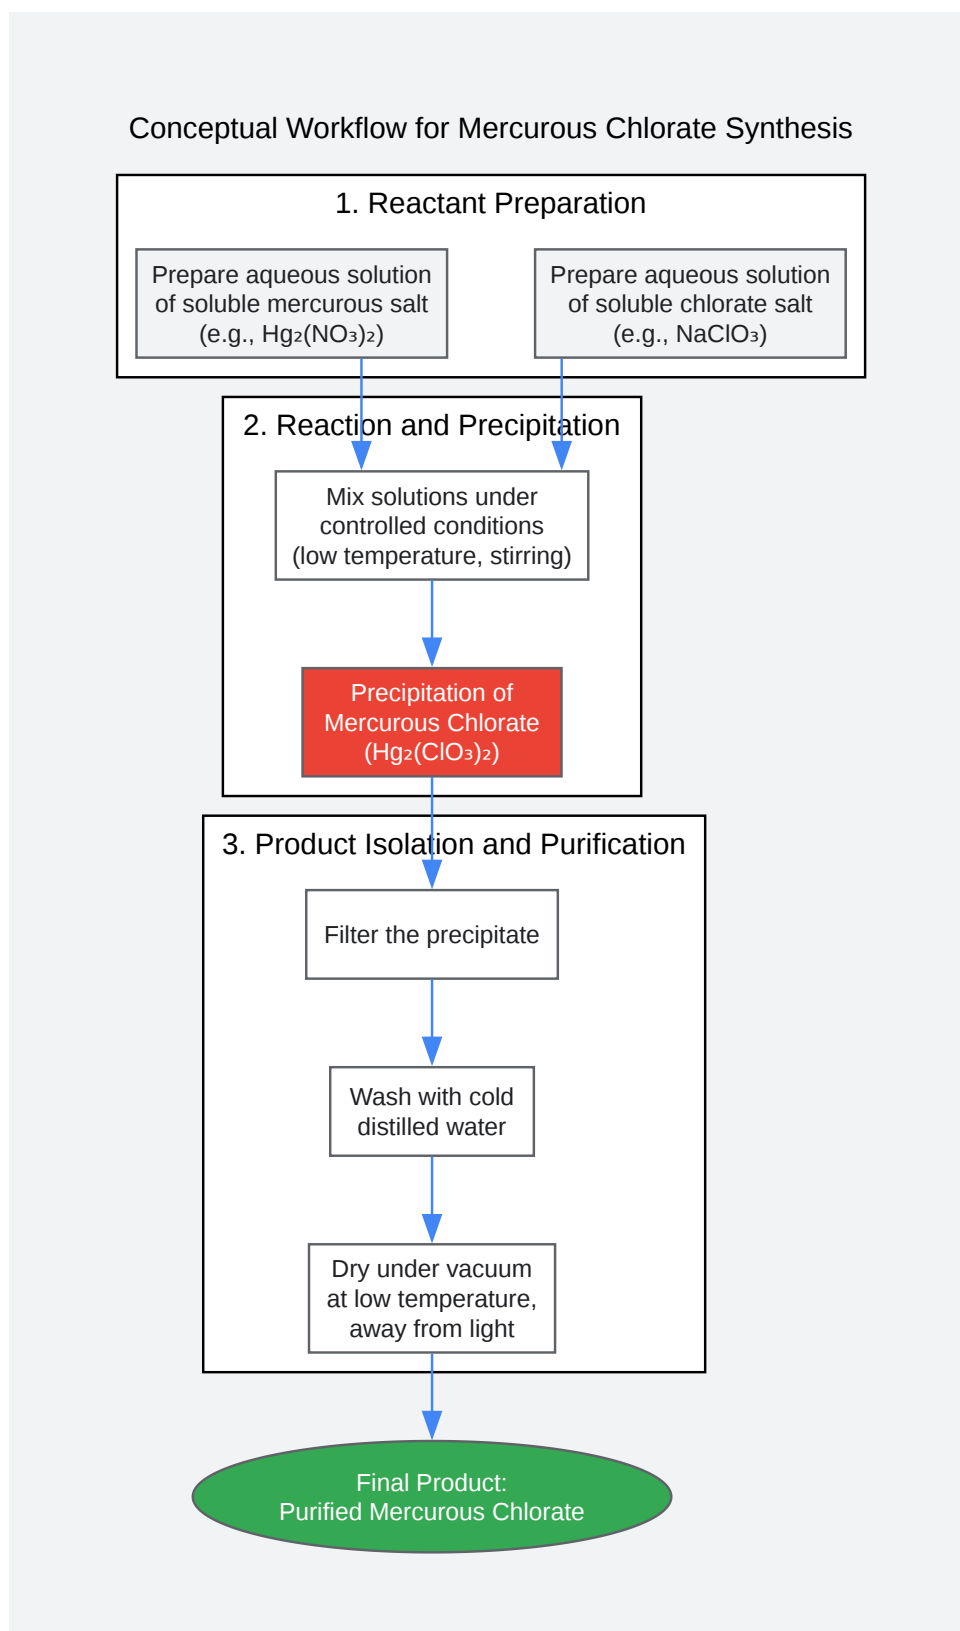 Conceptual Workflow for Mercurous Chlorate Synthesis
1. Reactant Preparation
Prepare aqueous solution
of soluble mercurous salt
(e.g., Hg₂(NO₃)₂)
Prepare aqueous solution
of soluble chlorate salt
(e.g., NaClO₃)
2. Reaction and Precipitation
Mix solutions under
controlled conditions
(low temperature, stirring)
Precipitation of
Mercurous Chlorate
(Hg₂(ClO₃)₂)
3. Product Isolation and Purification
Filter the precipitate
Wash with cold
distilled water
Dry under vacuum
at low temperature,
away from light
Final Product:
Purified Mercurous Chlorate